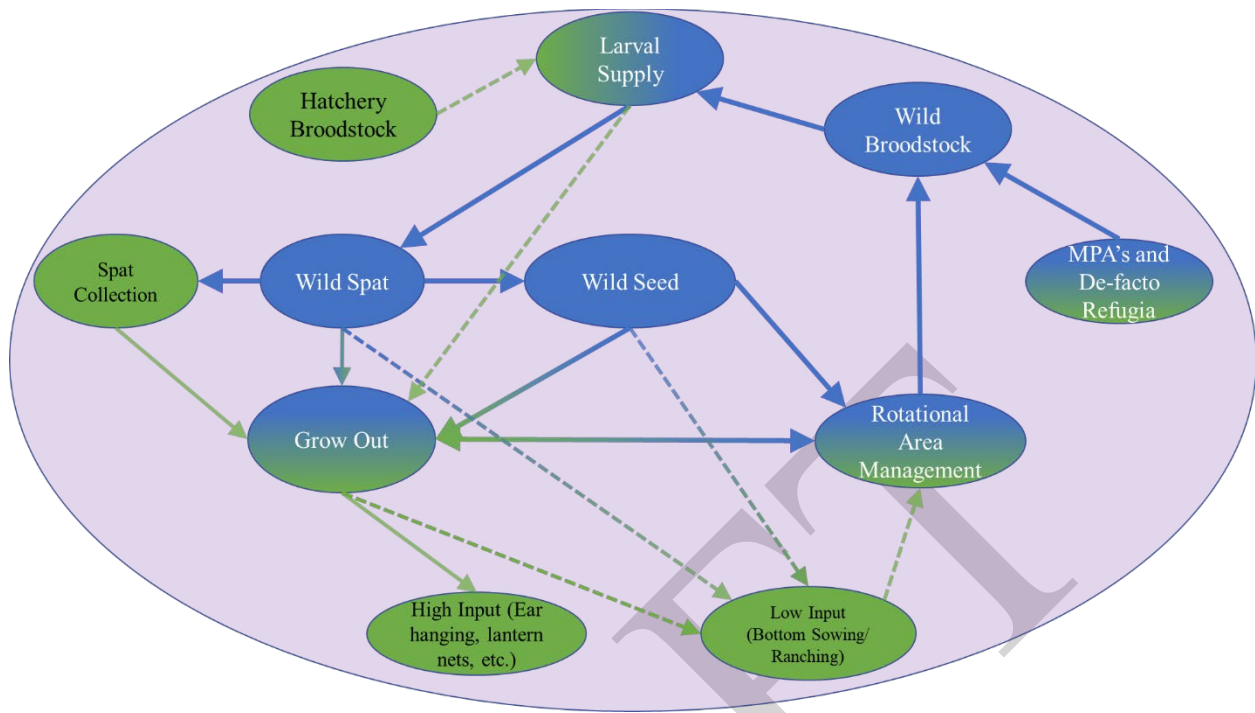 Larval
Supply
Hatchery
Broodstock
Wild
Broodstock
MPA's and
De-facto
Refugia
Spat
Collection
Wild Spat
Wild Seed
Grow Out
Rotational
Area
Management
High Input (Ear
hanging, lantern
nets, etc.)
Low Input
(Bottom Sowing/
Ranching)
FT